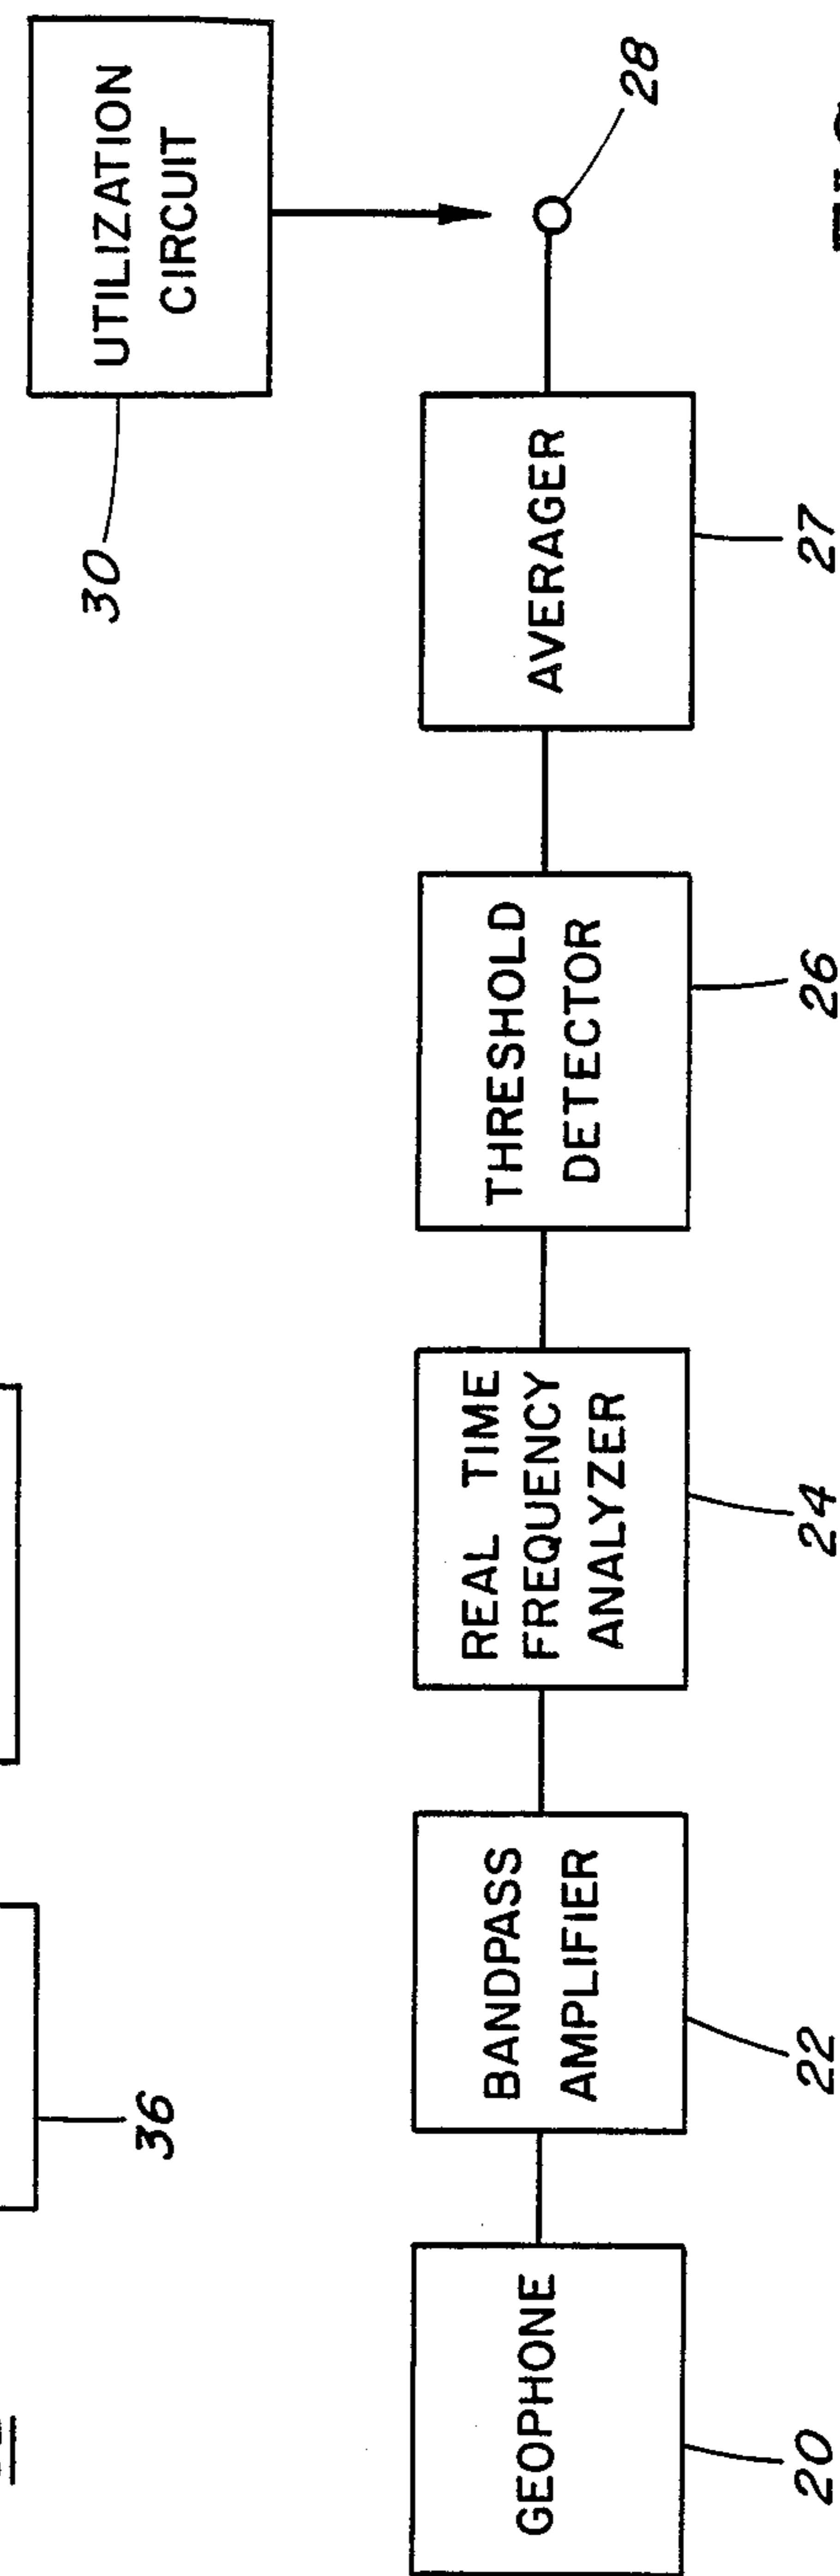 UTILIZATION
CIRCUIT
30
28
AVERAGER
27
THRESHOLD
DETECTOR
26
REAL TIME
FREQUENCY
ANALYZER
24
BANDPASS
AMPLIFIER
22
GEOPHONE
20
36